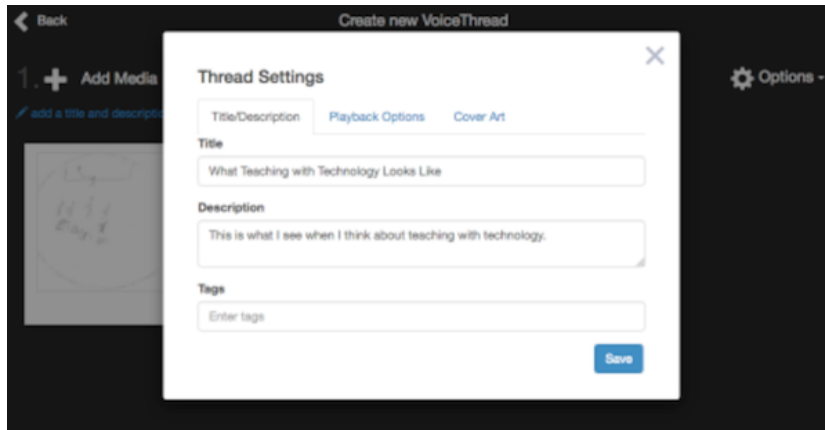 Back
Create new VoiceThread
1. Add Media
Options
add a title and descriptio
Thread Settings
Title/Description Playback Options Cover Art
Title
What Teaching with Technology Looks Like
Description
This is what I see when I think about teaching with technology.
Tags
Enter tags
Save